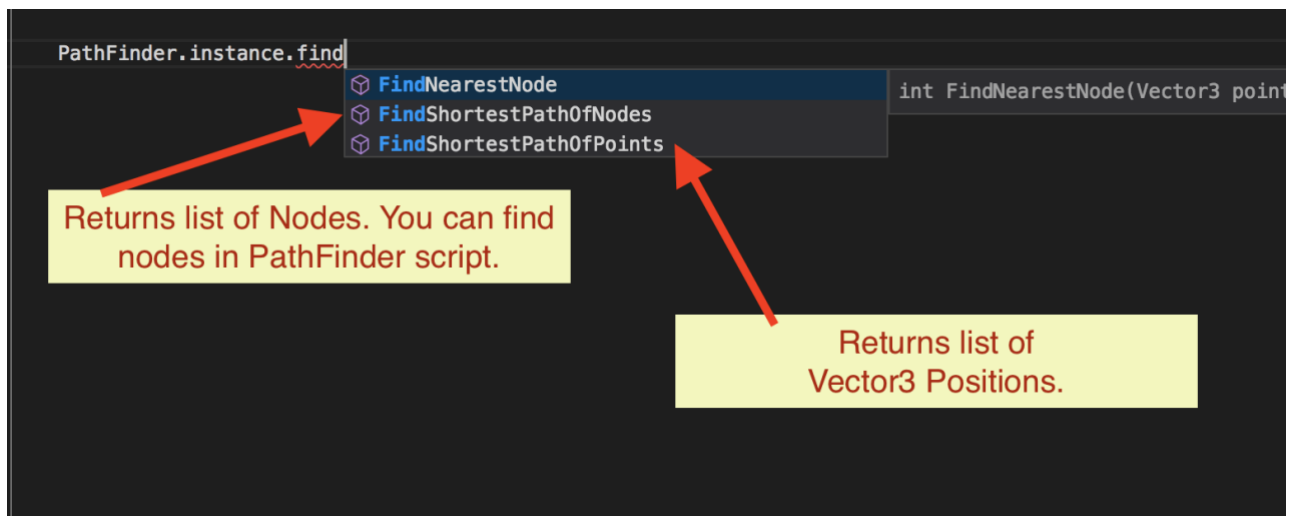 PathFinder.instance.find
FindNearestNode
int FindNearestNode(Vector3 point
FindShortestPathOfNodes
FindShortestPathOfPoints
Returns list of Nodes. You can find
nodes in PathFinder script.
Returns list of
Vector3 Positions.